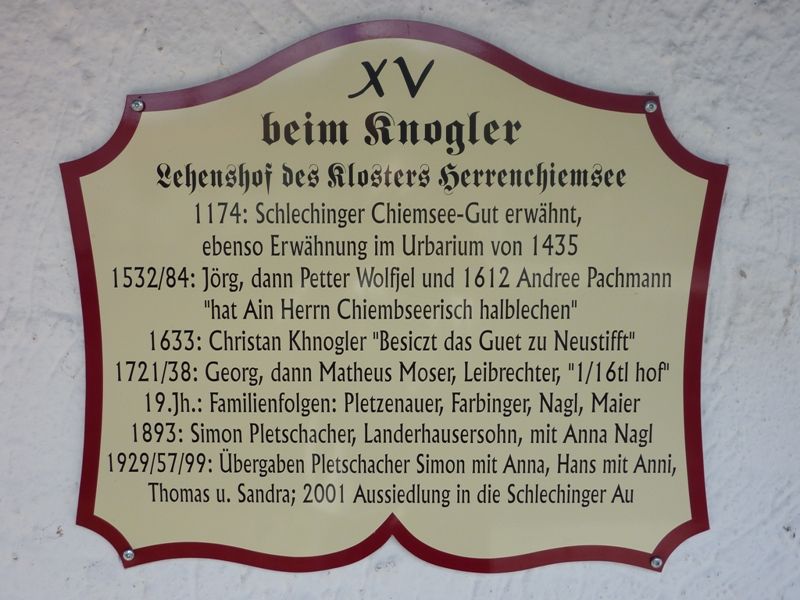 XV
beim Knogler
Lehenshof des Klosters Herrenchiemsee
1174: Schlechinger Chiemsee-Gut erwähnt,
ebenso Erwähnung im Urbarium von 1435
1532/84: Jörg, dann Petter Wolfjel und 1612 Andree Pachmann
"hat Ain Herrn Chiembseerisch halblechen"
1633: Christan Khnogler "Besiczt das Guet zu Neustifft"
1721/38: Georg, dann Matheus Moser, Leibrechter, "1/16tl hof"
19.Jh.: Familienfolgen: Pletzenauer, Farbinger, Nagl, Maier
1893: Simon Pletschacher, Landerhausersohn, mit Anna Nagl
1929/57/99: Übergaben Pletschacher Simon mit Anna, Hans mit Anni,
Thomas u. Sandra; 2001 Aussiedlung in die Schlechinger Au